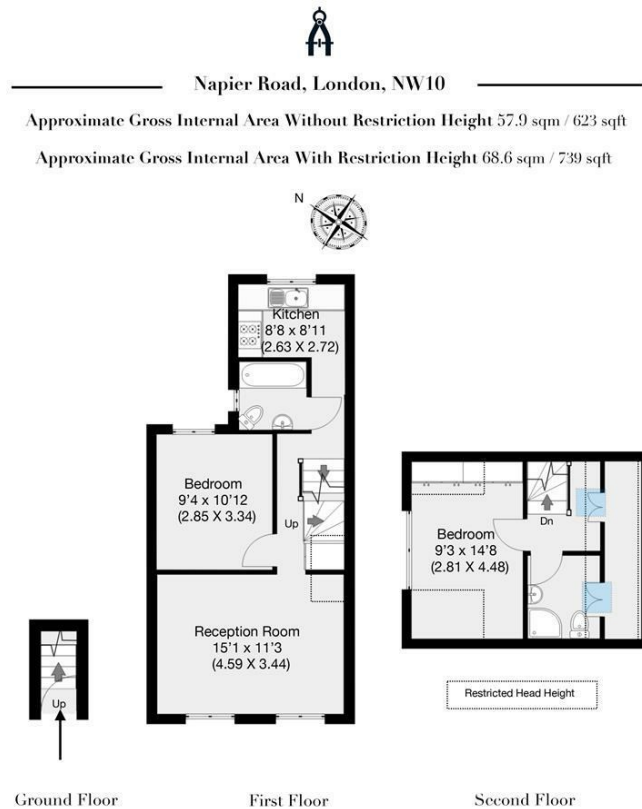 Napier Road, London, NW10
Approximate Gross Internal Area Without Restriction Height 57.9 sqm / 623 sqft
Approximate Gross Internal Area With Restriction Height 68.6 sqm / 739 sqft
N
Kitchen
8'8 x 8'11
(2.63 X 2.72)
Bedroom
9'4 x 10'12
(2.85 X 3.34)
Up
Reception Room
15'1 x 11'3
(4.59 X 3.44)
Dn
Bedroom
9'3 x 14'8
(2.81 X 4.48)
Restricted Head Height
Up
Ground Floor
First Floor
Second Floor